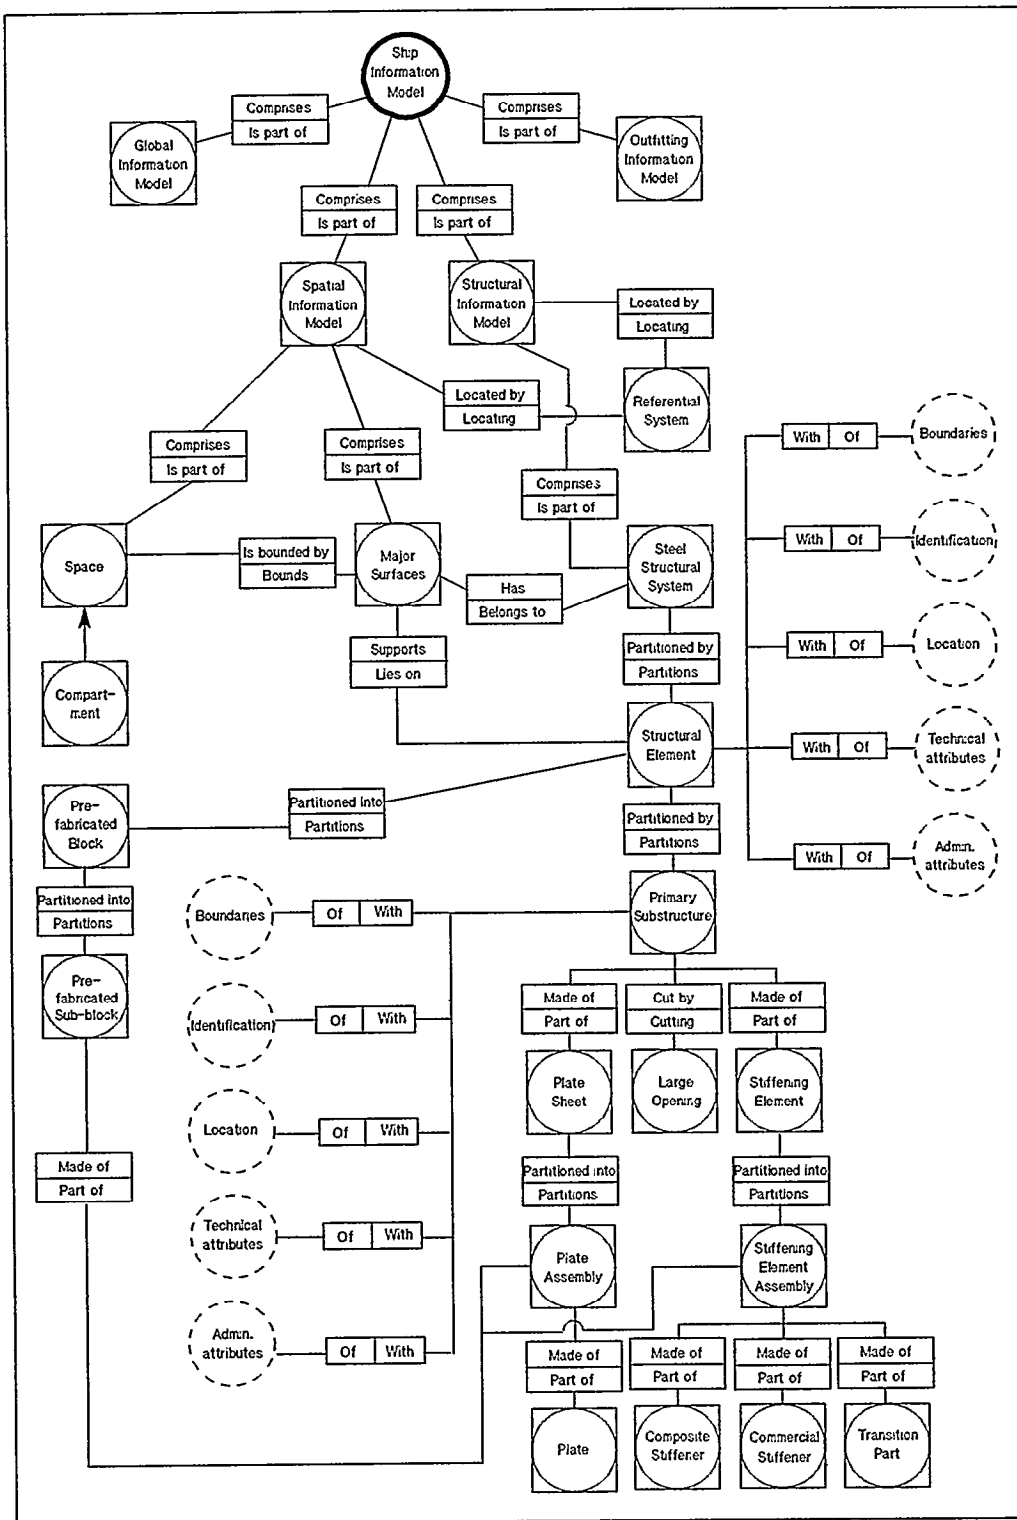 Ship
Information
Model
Comprises
Is part of
Comprises
Is part of
Global
Information
Model
Outfitting
Information
Model
Comprises
Is part of
Comprises
Is part of
Spatial
Information
Model
Structural
Information
Model
Located by
Locating
Located by
Locating
Referential
System
Comprises
Is part of
Comprises
Is part of
With Of
Boundaries
Comprises
Is part of
Space
Is bounded by
Bounds
Major
Surfaces
Has
Belongs to
Steel
Structural
System
With Of
Identification
Supports
Lies on
Partitioned by
Partitions
With Of
Location
Compart-
ment
Structural
Element
With Of
Technical
attributes
Pre-
fabricated
Block
Partitioned into
Partitions
Partitioned by
Partitions
With Of
Admin.
attributes
Partitioned into
Partitions
Boundaries
Of With
Primary
Substructure
Pre-
fabricated
Sub-block
Identification
Of With
Made of
Part of
Cut by
Cutting
Made of
Part of
Plate
Sheet
Large
Opening
Stiffening
Element
Location
Of With
Made of
Part of
Partitioned into
Partitions
Partitioned into
Partitions
Technical
attributes
Of With
Plate
Assembly
Stiffening
Element
Assembly
Admin.
attributes
Of With
Made of
Part of
Made of
Part of
Made of
Part of
Made of
Part of
Plate
Composite
Stiffener
Commercial
Stiffener
Transition
Part